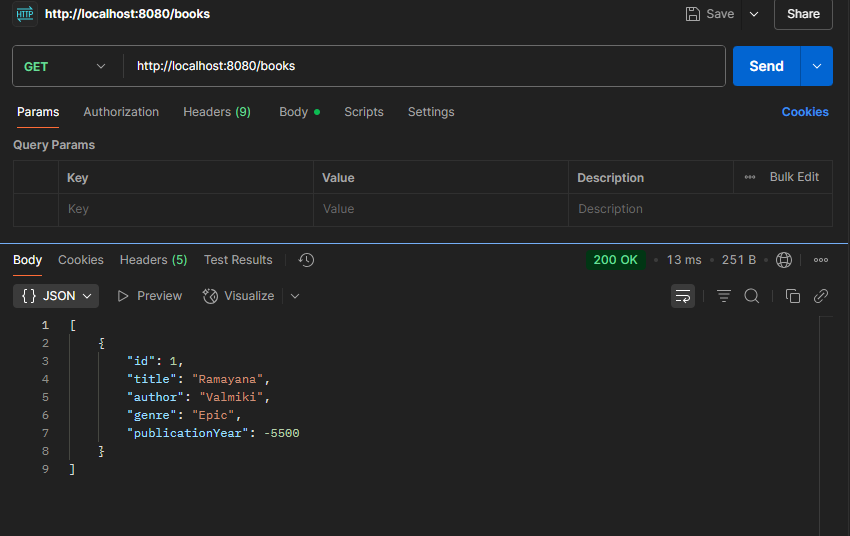 HTTP http://localhost:8080/books Save Share
GET http://localhost:8080/books Send
Params Authorization Headers (9) Body Scripts Settings Cookies
Query Params
Key Value Description Bulk Edit
Key Value Description
Body Cookies Headers (5) Test Results 200 OK 13 ms 251 B
{} JSON Preview Visualize
1 [
2 {
3 "id": 1,
4 "title": "Ramayana",
5 "author": "Valmiki",
6 "genre": "Epic",
7 "publicationYear": -5500
8 }
9 ]